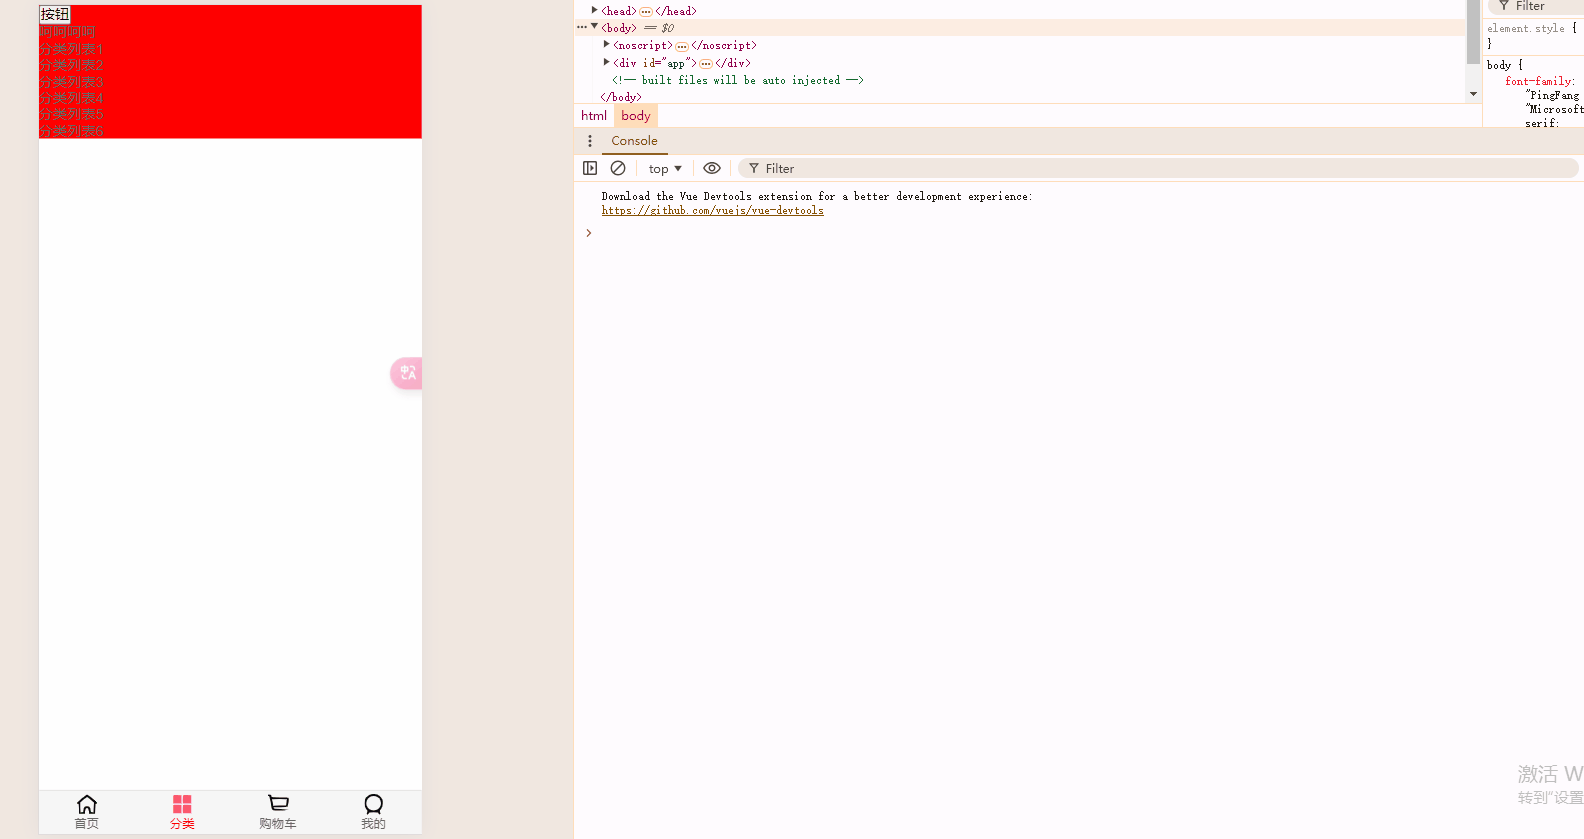 按钮
呵呵呵呵
分类列表1
分类列表2
分类列表3
分类列表4
分类列表5
分类列表6
中A
首页
分类
购物车
我的
<head> ... </head>
... <body> == $0
<noscript> ... </noscript>
<div id="app"> ... </div>
<!-- built files will be auto injected -->
</body>
html body
Filter
element.style {
}
body {
font-family:
"PingFang
"Microsoft
serif;
Console
top
Filter
Download the Vue Devtools extension for a better development experience:
https://github.com/vuejs/vue-devtools
激活 W
转到"设置